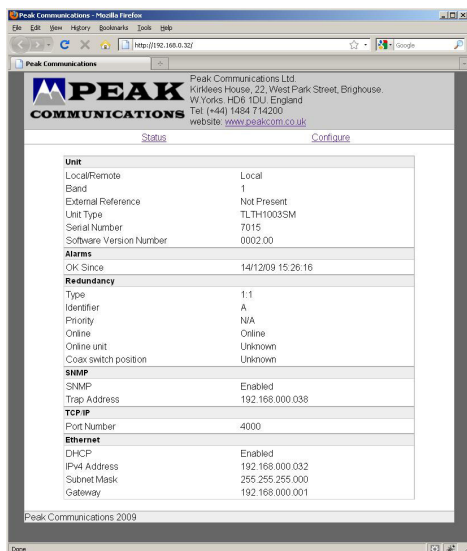 Peak Communications - Mozilla Firefox
File Edit View History Bookmarks Tools Help
http://192.168.0.32/
Google
Peak Communications
PEAK
COMMUNICATIONS
Peak Communications Ltd.
Kirklees House, 22, West Park Street, Brighouse.
W.Yorks. HD6 1DU. England
Tel: (+44) 1484 714200
website: www.peakcom.co.uk
Status Configure
Unit
Local/Remote Local
Band 1
External Reference Not Present
Unit Type TLTH1003SM
Serial Number 7015
Software Version Number 0002.00
Alarms
OK Since 14/12/09 15:26:16
Redundancy
Type 1:1
Identifier A
Priority N/A
Online Online
Online unit Unknown
Coax switch position Unknown
SNMP
SNMP Enabled
Trap Address 192.168.000.038
TCP/IP
Port Number 4000
Ethernet
DHCP Enabled
IPv4 Address 192.168.000.032
Subnet Mask 255.255.255.000
Gateway 192.168.000.001
Peak Communications 2009
Done